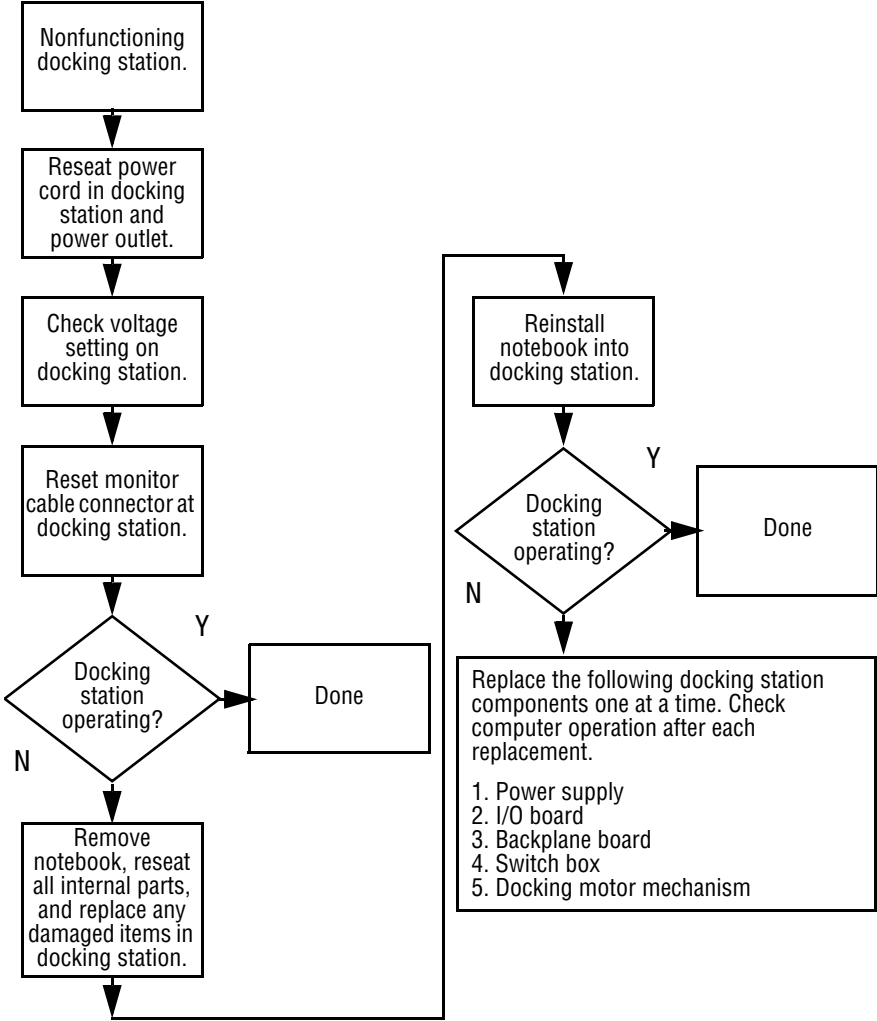 Nonfunctioning
docking station.
Reseat power
cord in docking
station and
power outlet.
Check voltage
setting on
docking station.
Reset monitor
cable connector at
docking station.
Docking
station
operating?
Y
N
Done
Remove
notebook, reseat
all internal parts,
and replace any
damaged items in
docking station.
Reinstall
notebook into
docking station.
Docking
station
operating?
Y
N
Done
Replace the following docking station
components one at a time. Check
computer operation after each
replacement.
1. Power supply
2. I/O board
3. Backplane board
4. Switch box
5. Docking motor mechanism